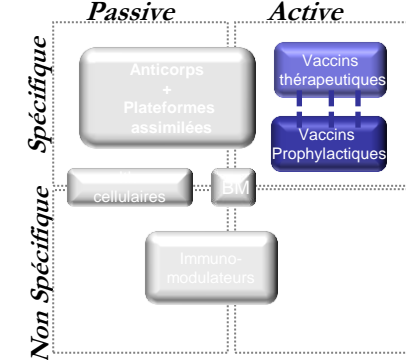 Passive Active
Spécifique
Anticorps
+
Plateformes
assimilées
Vaccins
thérapeutiques
Vaccins
Prophylactiques
cellulaires
BM
Non Spécifique
Immuno-
modulateurs